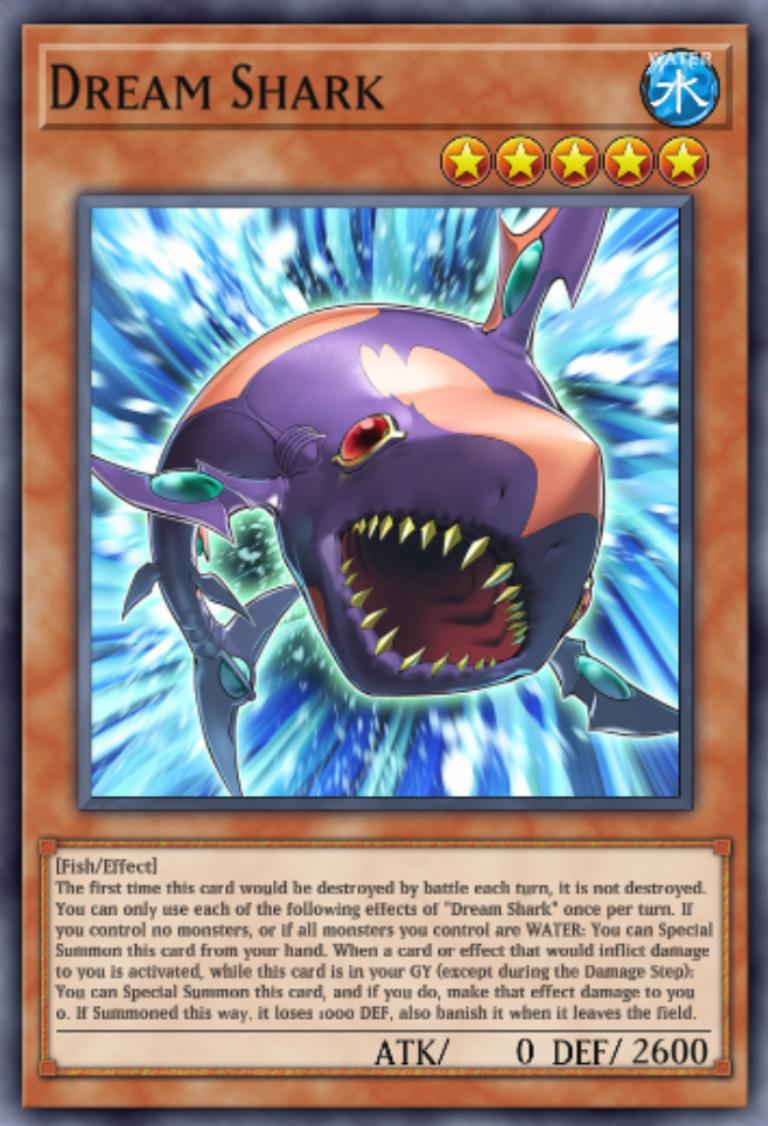 DREAM SHARK
WATER
水
[Fish/Effect]
The first time this card would be destroyed by battle each turn, it is not destroyed.
You can only use each of the following effects of "Dream Shark" once per turn. If
you control no monsters, or if all monsters you control are WATER: You can Special
Summon this card from your hand. When a card or effect that would inflict damage
to you is activated, while this card is in your GY (except during the Damage Step):
You can Special Summon this card, and if you do, make that effect damage to you
0. If Summoned this way, it loses 1000 DEF, also banish it when it leaves the field.
ATK/ 0 DEF/ 2600